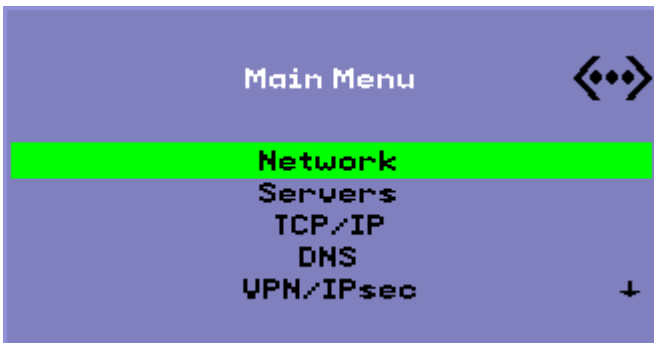 Main Menu
Network
Servers
TCP/IP
DNS
VPN/IPsec